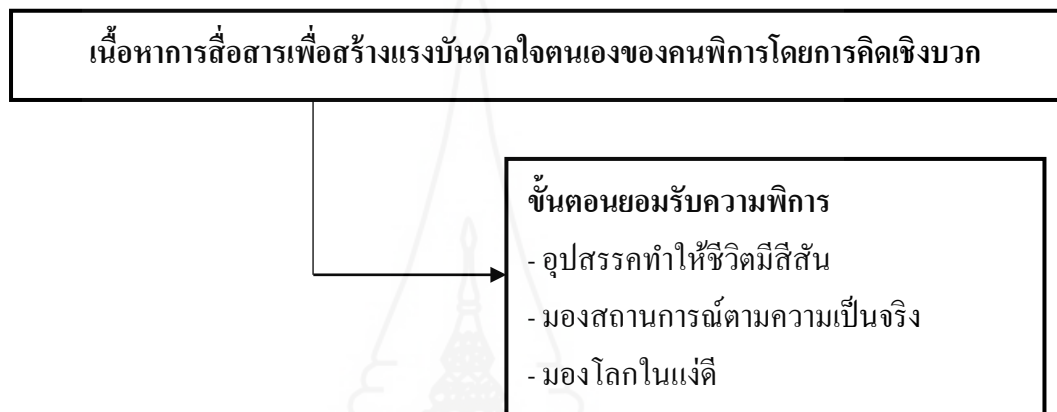 เนื้อหาการสื่อสารเพื่อสร้างแรงบันดาลใจตนเองของคนพิการโดยการคิดเชิงบวก
ขั้นตอนยอมรับความพิการ
- อุปสรรคทำให้ชีวิตมีสีสัน
- มองสถานการณ์ตามความเป็นจริง
- มองโลกในแง่ดี